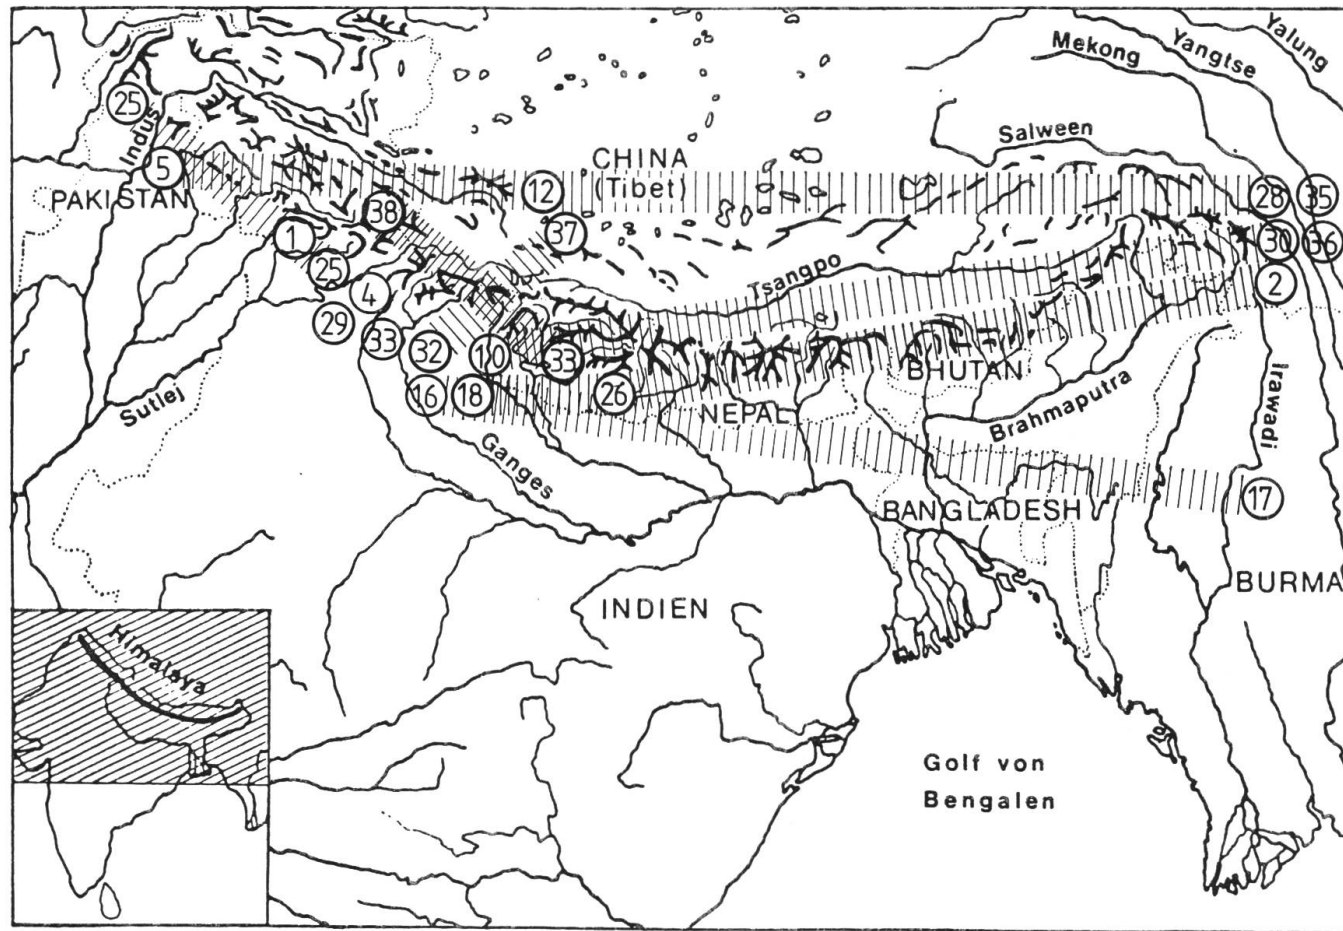 Yalung
Yangtse
Mekong
25
Indus
Salween
CHINA
(Tibet)
5
12
28
35
PAKISTAN
38
1
37
30
36
25
4
Tsangpo
2
29
33
32
10
33
BHUTAN
Irawadi
16
18
26
NEPAL
Brahmaputra
Sutlej
Ganges
17
BANGLADESH
BURMA
INDIEN
Himalaya
Golf von
Bengalen